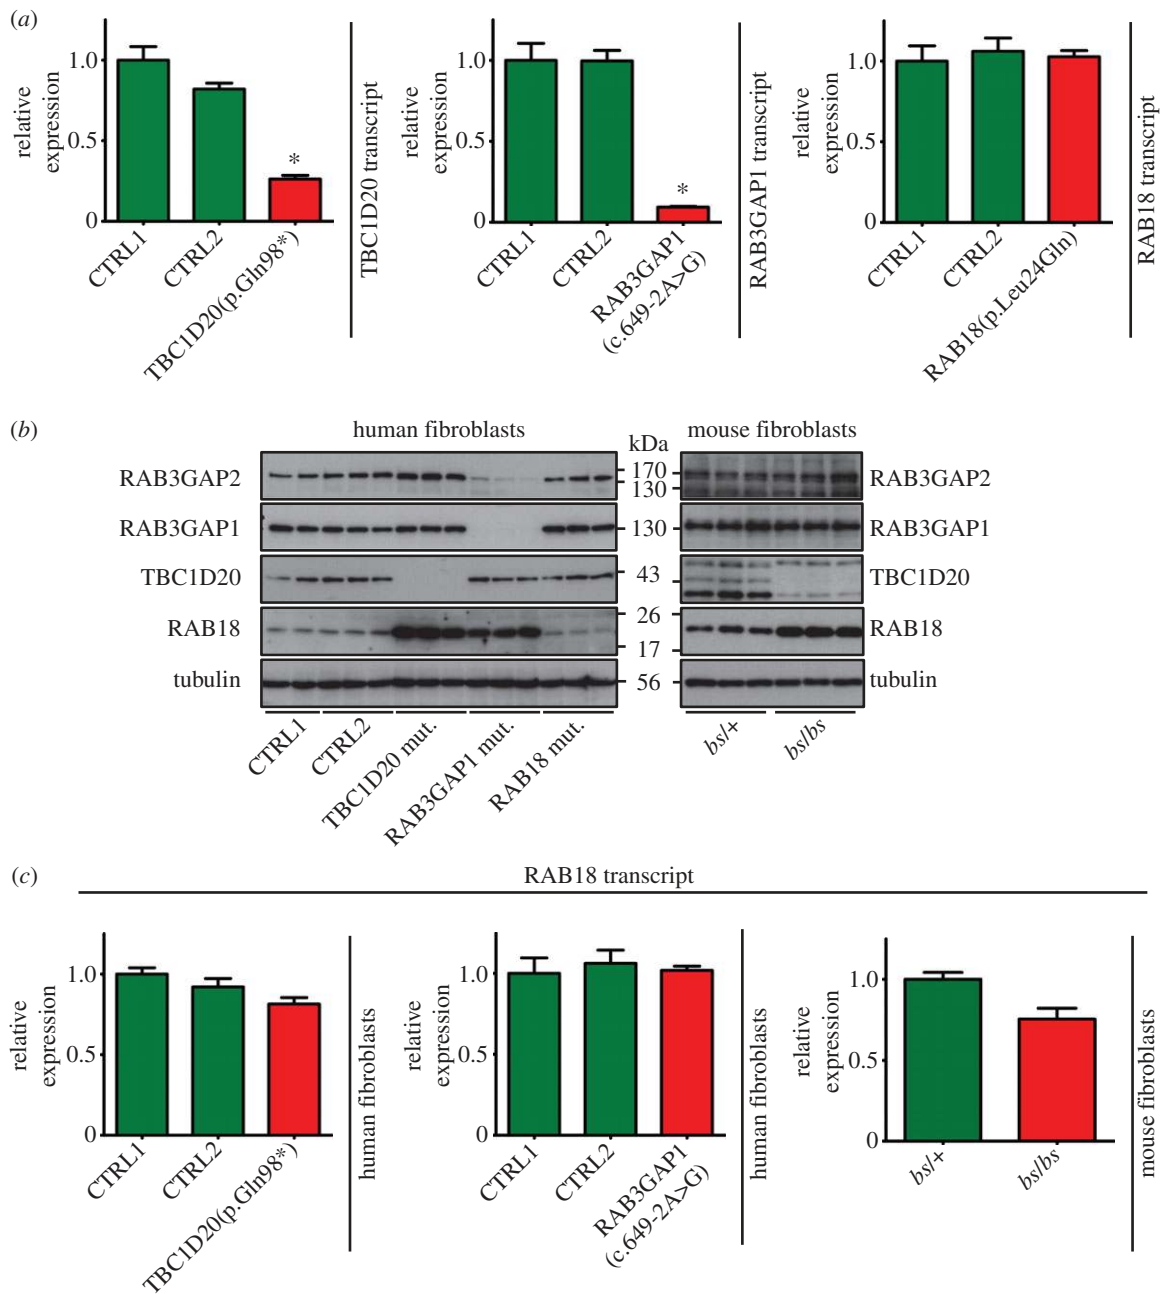 (a)
relative
expression
1.0
0.5
0
*
CTRL1
CTRL2
TBC1D20(p.Gln98*)
TBC1D20 transcript
relative
expression
1.0
0.5
0
*
CTRL1
CTRL2
RAB3GAP1
(c.649-2A>G)
RAB3GAP1 transcript
relative
expression
1.0
0.5
0
CTRL1
CTRL2
RAB18(p.Leu24Gln)
RAB18 transcript
(b)
human fibroblasts
kDa
mouse fibroblasts
RAB3GAP2
170
130
RAB3GAP2
RAB3GAP1
130
RAB3GAP1
TBC1D20
43
TBC1D20
RAB18
26
17
RAB18
tubulin
56
tubulin
CTRL1
CTRL2
TBC1D20 mut.
RAB3GAP1 mut.
RAB18 mut.
bs/+
bs/bs
(c)
RAB18 transcript
relative
expression
1.0
0.5
0
CTRL1
CTRL2
TBC1D20(p.Gln98*)
human fibroblasts
relative
expression
1.0
0.5
0
CTRL1
CTRL2
RAB3GAP1
(c.649-2A>G)
human fibroblasts
relative
expression
1.0
0.5
0
bs/+
bs/bs
mouse fibroblasts